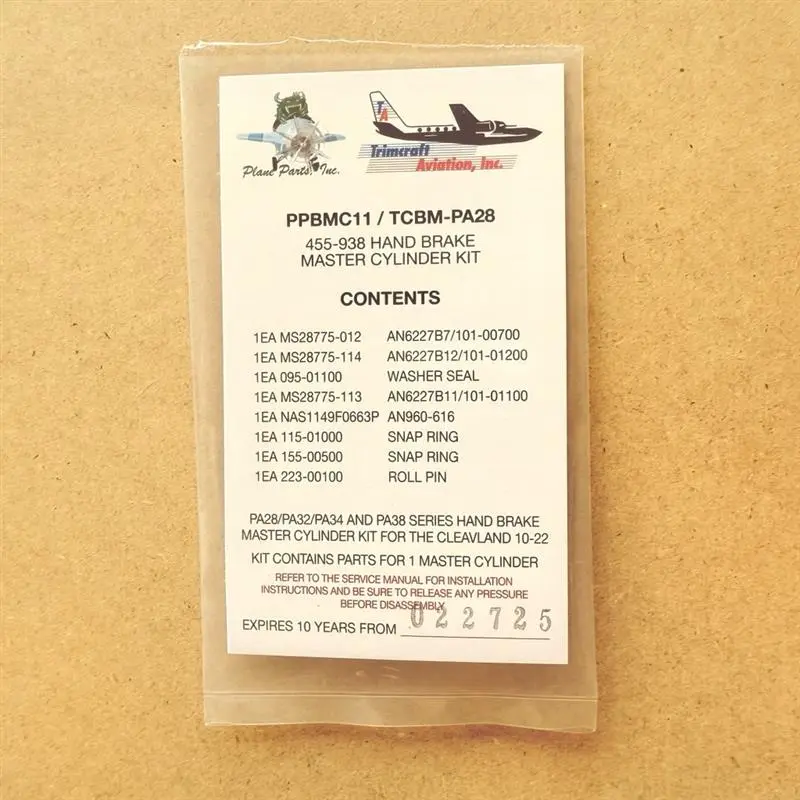 TA
Plane Parts, Inc.
Trimcraft
Aviation, Inc.
PPBMC11 / TCBM-PA28
455-938 HAND BRAKE
MASTER CYLINDER KIT
CONTENTS
1EA MS28775-012 AN6227B7/101-00700
1EA MS28775-114 AN6227B12/101-01200
1EA 095-01100 WASHER SEAL
1EA MS28775-113 AN6227B11/101-01100
1EA NAS1149F0663P AN960-616
1EA 115-01000 SNAP RING
1EA 155-00500 SNAP RING
1EA 223-00100 ROLL PIN
PA28/PA32/PA34 AND PA38 SERIES HAND BRAKE
MASTER CYLINDER KIT FOR THE CLEAVLAND 10-22
KIT CONTAINS PARTS FOR 1 MASTER CYLINDER
REFER TO THE SERVICE MANUAL FOR INSTALLATION
INSTRUCTIONS AND BE SURE TO RELEASE ANY PRESSURE
BEFORE DISASSEMBLY
EXPIRES 10 YEARS FROM 022725